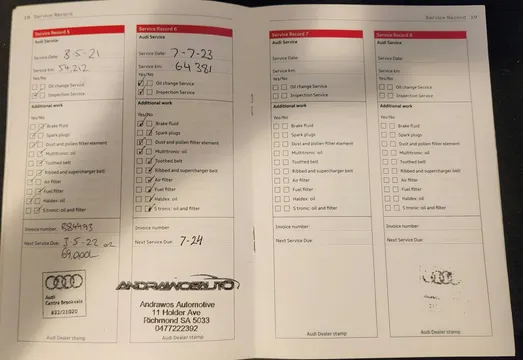 18 Service Record
Service Record 5
Audi Service
Service Date: 3-5-21
Service km: 54,212
Yes/No
Oil change Service
Inspection Service
Additional work
Yes/No
Brake fluid
Spark plugs
Dust and pollen filter element
Multitronic: oil
Toothed belt
Ribbed and supercharger belt
Air filter
Fuel filter
Haldex: oil
S tronic: oil and filter
Invoice number: R84493
Next Service Due: 3-5-22 or
69,000k
Audi
Centre Brookvale
Audi Dealer stamp
Service Record 6
Audi Service
Service Date: 7-7-23
Service km: 64 381
Yes/No
Oil change Service
Inspection Service
Additional work
Yes/No
Brake fluid
Spark plugs
Dust and pollen filter element
Multitronic: oil
Toothed belt
Ribbed and supercharger belt
Air filter
Fuel filter
Haldex: oil
S tronic: oil and filter
Invoice number:
Next Service Due: 7-24
ANDRAWOSAUTO
Andrawos Automotive
11 Holder Ave
Richmond SA 5033
0477222392
Audi Dealer stamp
Service Record 19
Service Record 7
Audi Service
Service Date:
Service km:
Yes/No
Oil change Service
Inspection Service
Additional work
Yes/No
Brake fluid
Spark plugs
Dust and pollen filter element
Multitronic: oil
Toothed belt
Ribbed and supercharger belt
Air filter
Fuel filter
Haldex: oil
S tronic: oil and filter
Invoice number:
Next Service Due:
Audi Dealer stamp
Service Record 8
Audi Service
Service Date:
Service km:
Yes/No
Oil change Service
Inspection Service
Additional work
Yes/No
Brake fluid
Spark plugs
Dust and pollen filter element
Multitronic: oil
Toothed belt
Ribbed and supercharger belt
Air filter
Fuel filter
Haldex: oil
S tronic: oil and filter
Invoice number:
Next Service Due:
Audi Dealer stamp